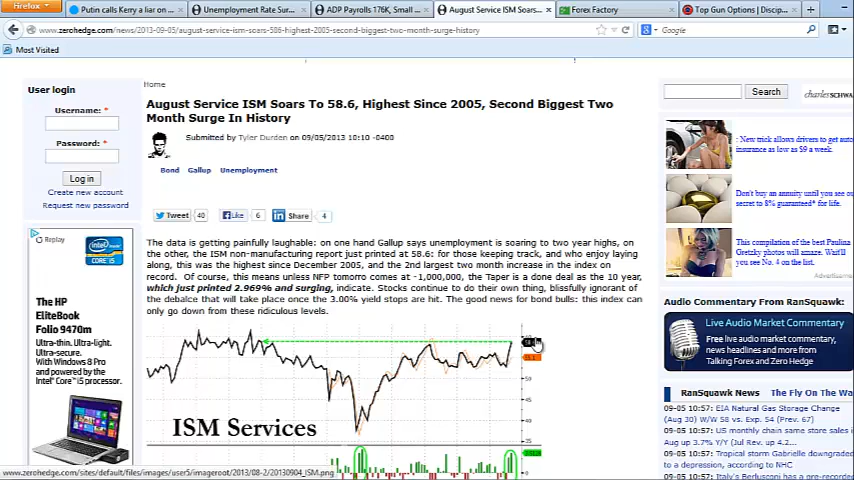 Firefox
Putin calls Kerry a liar on ...
Unemployment Rate Sur...
ADP Payrolls 176K, Small ...
August Service ISM Soars...
Forex Factory
Top Gun Options | Discip...
www.zerohedge.com/news/2013-09-05/august-service-ism-soars-586-highest-2005-second-biggest-two-month-surge-history
Google
Most Visited
User login
Username: *
Password: *
Log in
Create new account
Request new password
Replay
intel
CORE i5
The HP
EliteBook
Folio 9470m
Ultra-light. Ultra-
secure.
With Windows 8 Pro
and powered by the
Intel® Core™ i5 processor.
Home
August Service ISM Soars To 58.6, Highest Since 2005, Second Biggest Two
Month Surge In History
Submitted by Tyler Durden on 09/05/2013 10:10 -0400
Bond Gallup Unemployment
Tweet 40 Like 6 Share 4
The data is getting painfully laughable: on one hand Gallup says unemployment is soaring to two year highs, on
the other, the ISM non-manufacturing report just printed at 58.6: for those keeping track, and who enjoy laying
along, this was the highest since December 2005, and the 2nd largest two month increase in the index on
record. Of course, this means unless NFP tomorro comes at -1,000,000, the Taper is a done deal as the 10 year,
which just printed 2.969% and surging, indicate. Stocks continue to do their own thing, blissfully ignorant of
the debalce that will take place once the 3.00% yield stops are hit. The good news for bond bulls: this index can
only go down from these ridiculous levels.
ISM Services
Search
charles SCHWA
: New trick allows drivers to get auto
insurance as low as $9 a week.
Don't buy an annuity until you see ou
secret to 8% guaranteed* for life.
This compilation of the best Paulina
Gretzky photos will amaze. Wait'll
you see No. 4 on the list.
Advertiseme
Audio Commentary From RanSquawk:
Live Audio Market Commentary
Free live audio market commentary,
news headlines and more from
Talking Forex and Zero Hedge
RanSquawk News The Fly On The Wa
09-05 10:57: EIA Natural Gas Storage Change
(Aug 30) W/W 58 vs. Exp. 54 (Prev. 67)
09-05 10:57: US monthly chain same store sales i
Aug up 3.7% Y/Y (Jul Rev. up 4.2...
09-05 10:57: Tropical storm Gabrielle downgraded
to a depression, according to NHC
09-05 10:57: Italy's Berlusconi has a pre-recorded
www.zerohedge.com/sites/default/files/images/user5/imageroot/2013/08-2/20130904_ISM.png